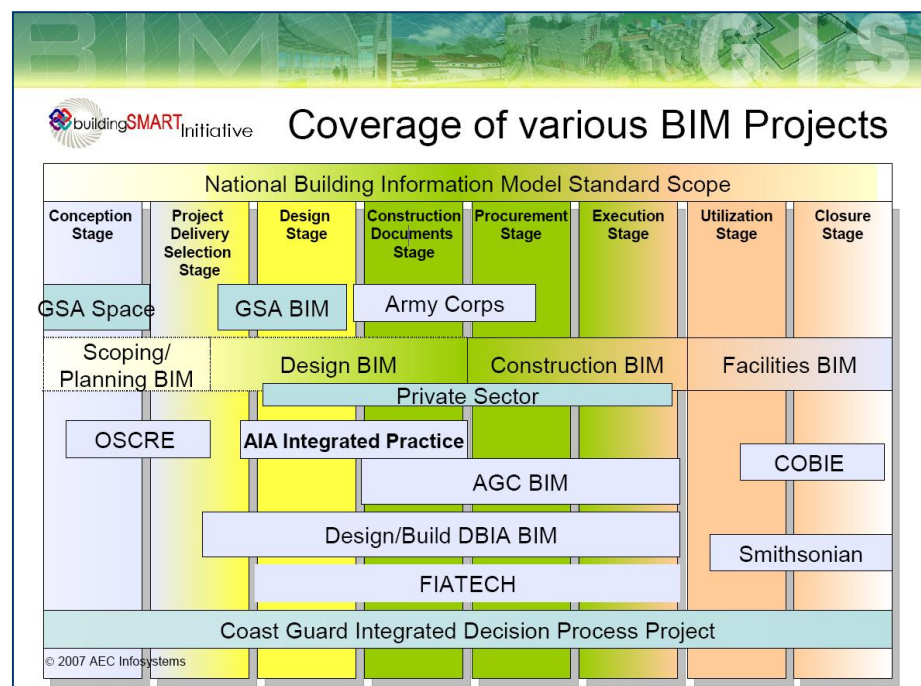 BIM
GIS
buildingSMART Initiative
Coverage of various BIM Projects
National Building Information Model Standard Scope
Conception
Stage
Project
Delivery
Selection
Stage
Design
Stage
Construction
Documents
Stage
Procurement
Stage
Execution
Stage
Utilization
Stage
Closure
Stage
GSA Space
GSA BIM
Army Corps
Scoping/
Planning BIM
Design BIM
Construction BIM
Facilities BIM
Private Sector
OSCRE
AIA Integrated Practice
COBIE
AGC BIM
Design/Build DBIA BIM
Smithsonian
FIATECH
Coast Guard Integrated Decision Process Project
© 2007 AEC Infosystems